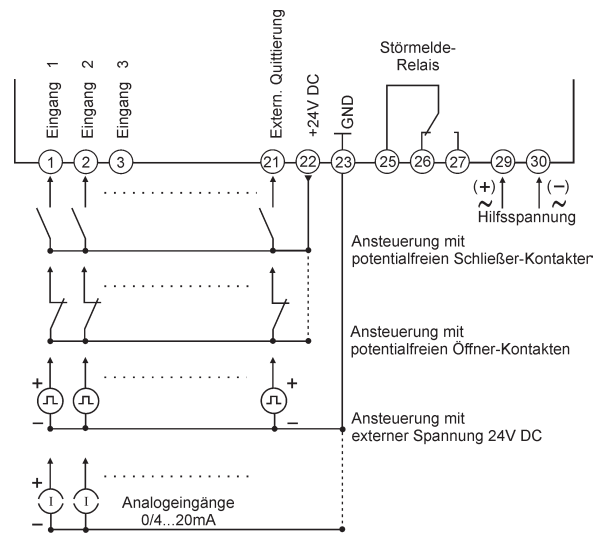 Eingang 1
Eingang 2
Eingang 3
Extern. Quittierung
+24V DC
GND
Störmelde-
Relais
1 2 3 21 22 23 25 26 27 29 30
(+) (−)
~ ~
Hilfsspannung
Ansteuerung mit
potentialfreien Schließer-Kontakten
Ansteuerung mit
potentialfreien Öffner-Kontakten
+ +
− −
Ansteuerung mit
externer Spannung 24V DC
+
I I
−
Analogeingänge
0/4...20mA